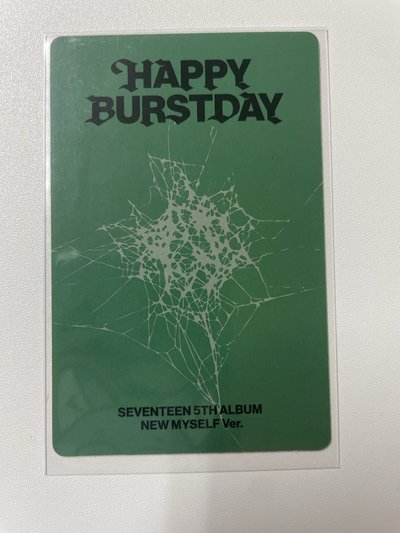 HAPPY
BURSTDAY
SEVENTEEN 5TH ALBUM
NEW MYSELF Ver.